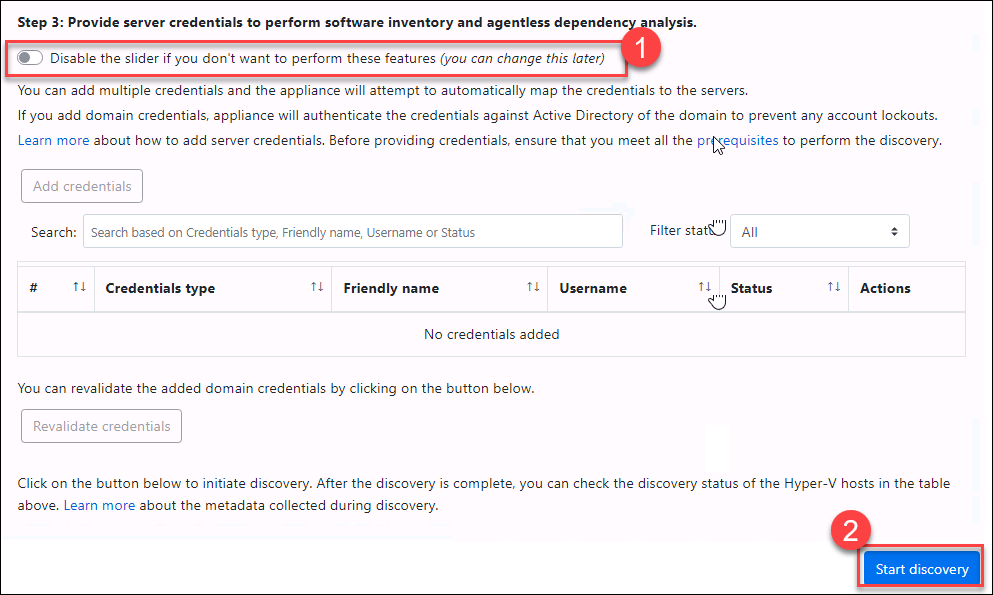 Step 3: Provide server credentials to perform software inventory and agentless dependency analysis.
1
Disable the slider if you don't want to perform these features (you can change this later)
You can add multiple credentials and the appliance will attempt to automatically map the credentials to the servers.
If you add domain credentials, appliance will authenticate the credentials against Active Directory of the domain to prevent any account lockouts.
Learn more about how to add server credentials. Before providing credentials, ensure that you meet all the prerequisites to perform the discovery.
Add credentials
Search: Search based on Credentials type, Friendly name, Username or Status Filter stat All
# ↑↓ Credentials type ↑↓ Friendly name ↑↓ Username ↑↓ Status ↑↓ Actions
No credentials added
You can revalidate the added domain credentials by clicking on the button below.
Revalidate credentials
Click on the button below to initiate discovery. After the discovery is complete, you can check the discovery status of the Hyper-V hosts in the table
above. Learn more about the metadata collected during discovery.
2
Start discovery